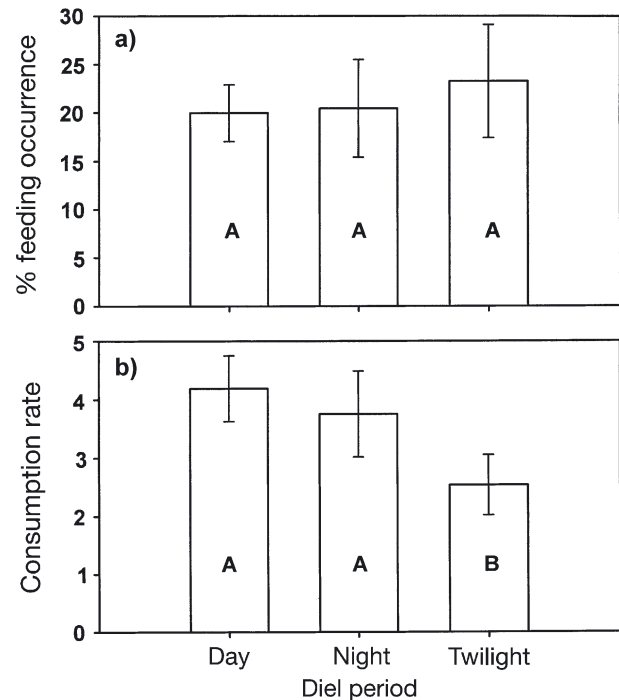 a)
% feeding occurrence
30
25
20
15
10
5
0
A
A
A
b)
Consumption rate
5
4
3
2
1
0
A
A
B
Day
Night
Twilight
Diel period